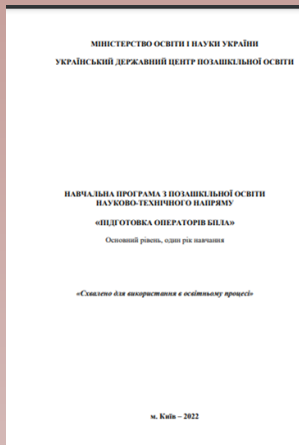 МІНІСТЕРСТВО ОСВІТИ І НАУКИ УКРАЇНИ
УКРАЇНСЬКИЙ ДЕРЖАВНИЙ ЦЕНТР ПОЗАШКІЛЬНОЇ ОСВІТИ
НАВЧАЛЬНА ПРОГРАМА З ПОЗАШКІЛЬНОЇ ОСВІТИ
НАУКОВО-ТЕХНІЧНОГО НАПРЯМУ
«ПІДГОТОВКА ОПЕРАТОРІВ БПЛА»
Основний рівень, один рік навчання
«Схвалено для використання в освітньому процесі»
м. Київ – 2022